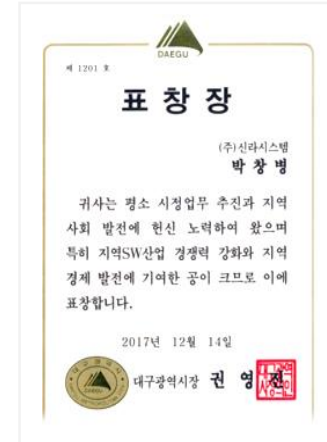 DAEGU
제 1201 호
표 창 장
(주)신라시스템
박 창 병
귀사는 평소 시정업무 추진과 지역
사회 발전에 헌신 노력하여 왔으며
특히 지역SW산업 경쟁력 강화와 지역
경제 발전에 기여한 공이 크므로 이에
표창합니다.
2017년 12월 14일
대구광역시장 권 영 진